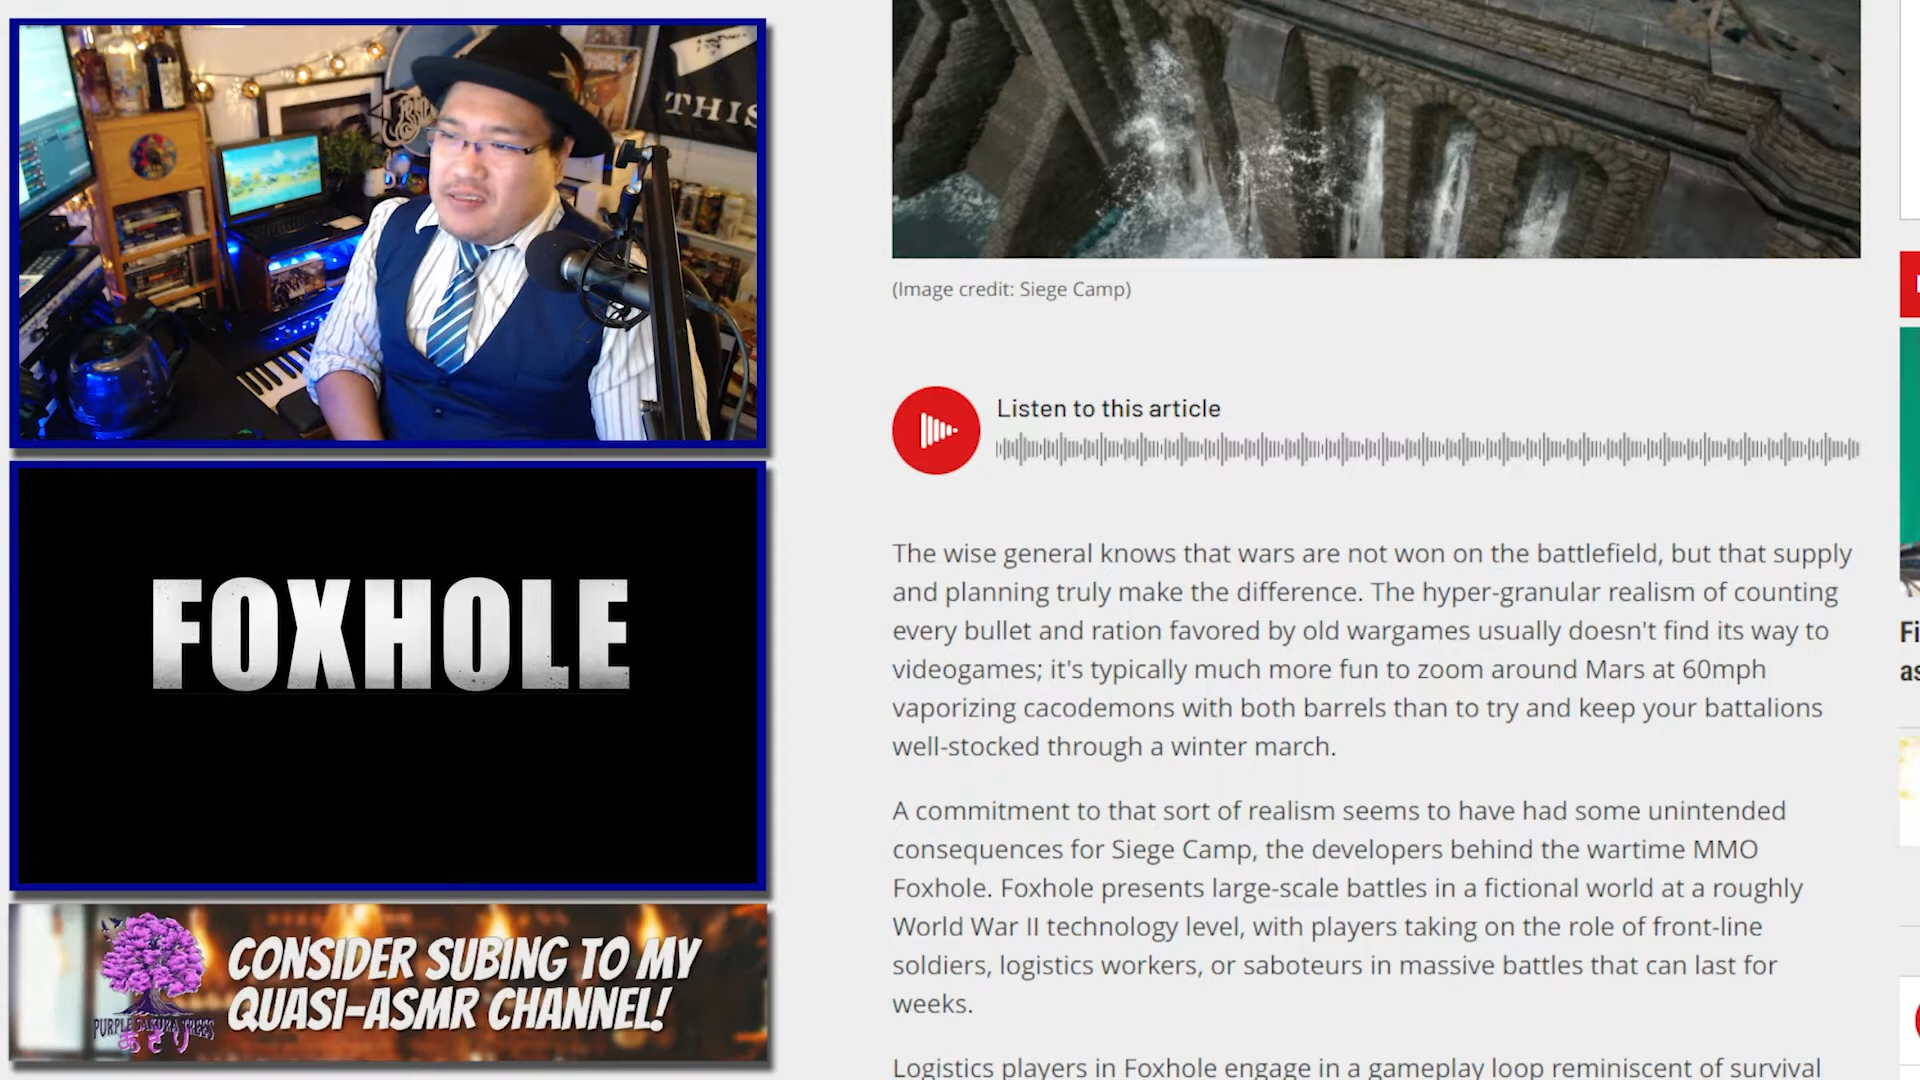 THIS
FOXHOLE
PURPLE SAKURA TREES
CONSIDER SUBING TO MY
QUASI-ASMR CHANNEL!
(Image credit: Siege Camp)
Listen to this article
The wise general knows that wars are not won on the battlefield, but that supply
and planning truly make the difference. The hyper-granular realism of counting
every bullet and ration favored by old wargames usually doesn't find its way to
videogames; it's typically much more fun to zoom around Mars at 60mph
vaporizing cacodemons with both barrels than to try and keep your battalions
well-stocked through a winter march.
A commitment to that sort of realism seems to have had some unintended
consequences for Siege Camp, the developers behind the wartime MMO
Foxhole. Foxhole presents large-scale battles in a fictional world at a roughly
World War II technology level, with players taking on the role of front-line
soldiers, logistics workers, or saboteurs in massive battles that can last for
weeks.
Logistics players in Foxhole engage in a gameplay loop reminiscent of survival
Fi
as